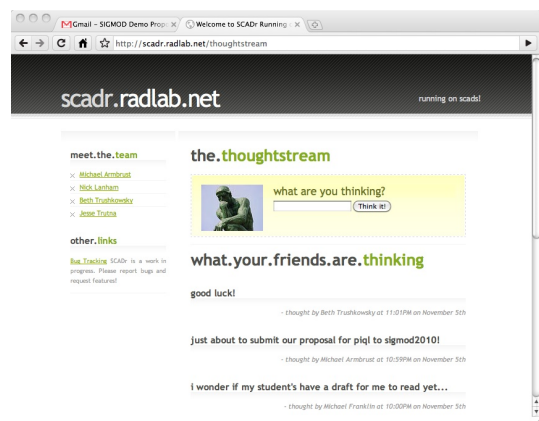 Gmail - SIGMOD Demo Prop
Welcome to SCADr Running
http://scadr.radlab.net/thoughtstream
scadr.radlab.net
running on scads!
meet.the.team
Michael Armbrust
Nick Lanham
Beth Trushkowsky
Jesse Trutna
other.links
Bug Tracking SCADr is a work in
progress. Please report bugs and
request features!
the.thoughtstream
what are you thinking?
Think it!
what.your.friends.are.thinking
good luck!
- thought by Beth Trushkowsky at 11:01PM on November 5th
just about to submit our proposal for piql to sigmod2010!
- thought by Michael Armbrust at 10:59PM on November 5th
i wonder if my student's have a draft for me to read yet...
- thought by Michael Franklin at 10:00PM on November 5th